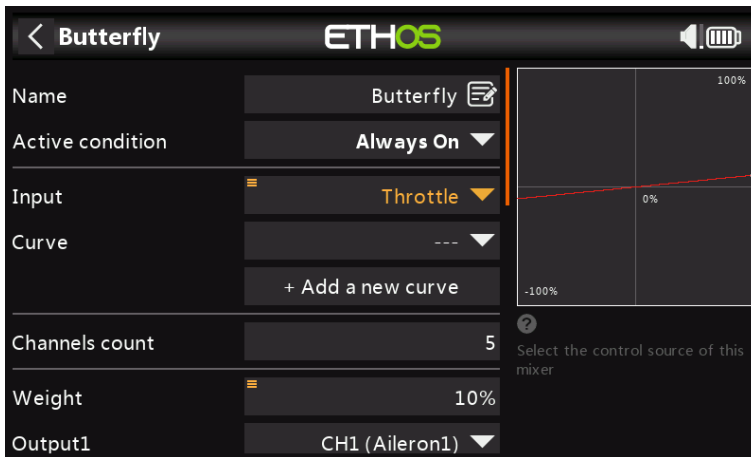 Butterfly
ETHOS
Name
Butterfly
Active condition
Always On
Input
Throttle
Curve
---
+ Add a new curve
Channels count
5
Weight
10%
Output1
CH1 (Aileron1)
100%
0%
-100%
?
Select the control source of this
mixer